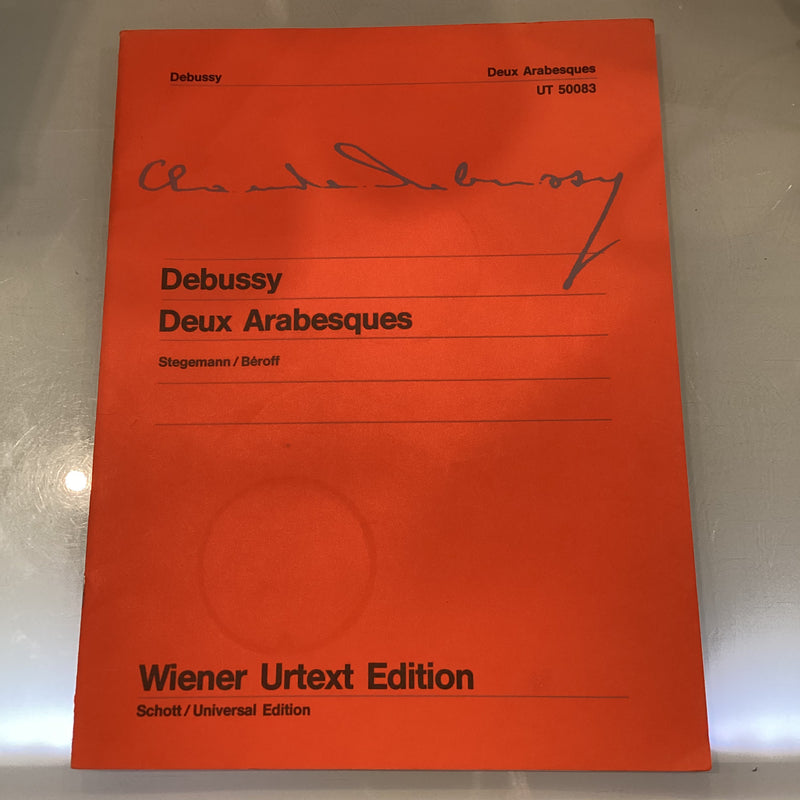 Debussy
Deux Arabesques
UT 50083
Claude Debussy
Debussy
Deux Arabesques
Stegemann / Béroff
Wiener Urtext Edition
Schott / Universal Edition